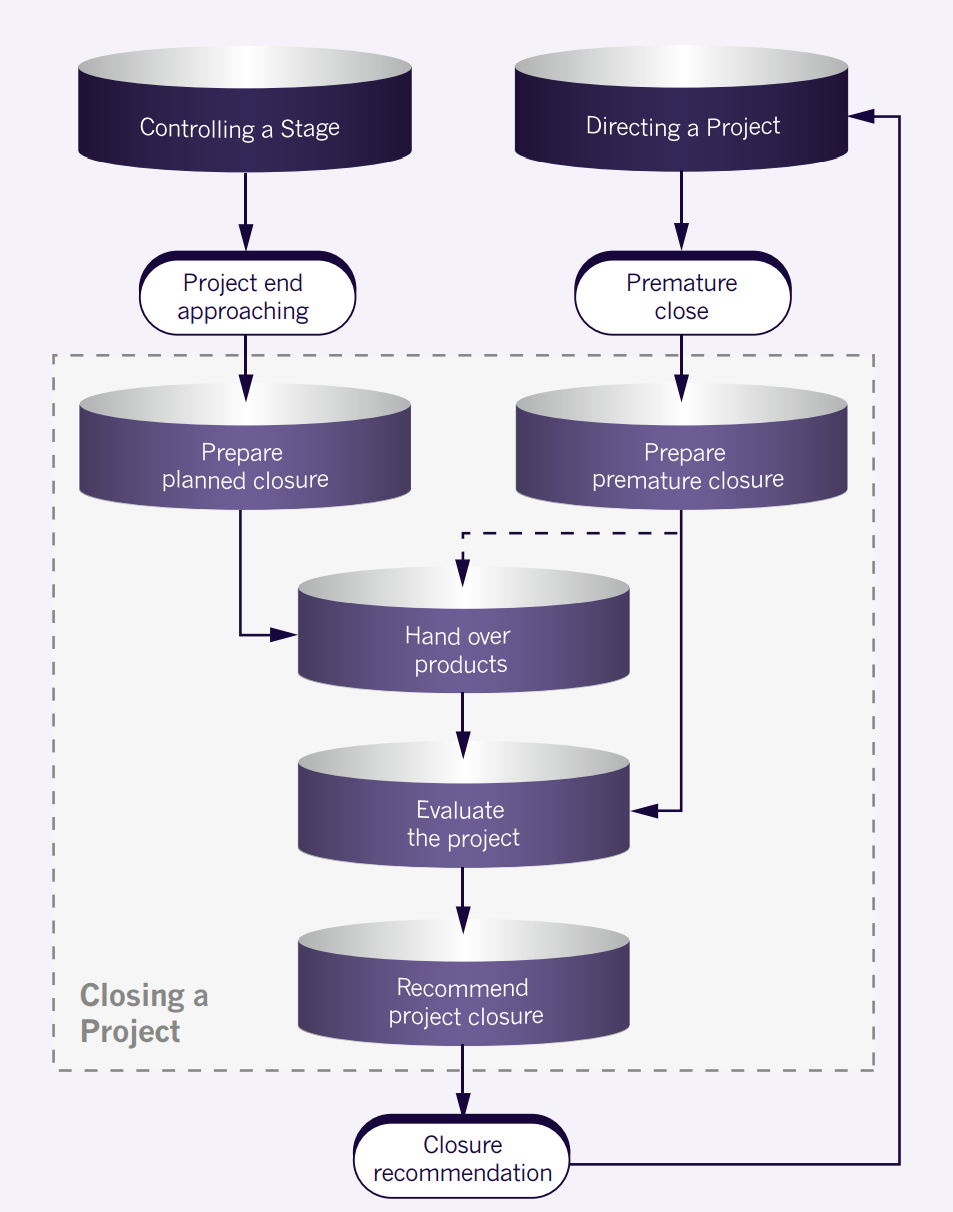 Controlling a Stage
Directing a Project
Project end
approaching
Premature
close
Prepare
planned closure
Prepare
premature closure
Hand over
products
Evaluate
the project
Recommend
project closure
Closing a
Project
Closure
recommendation